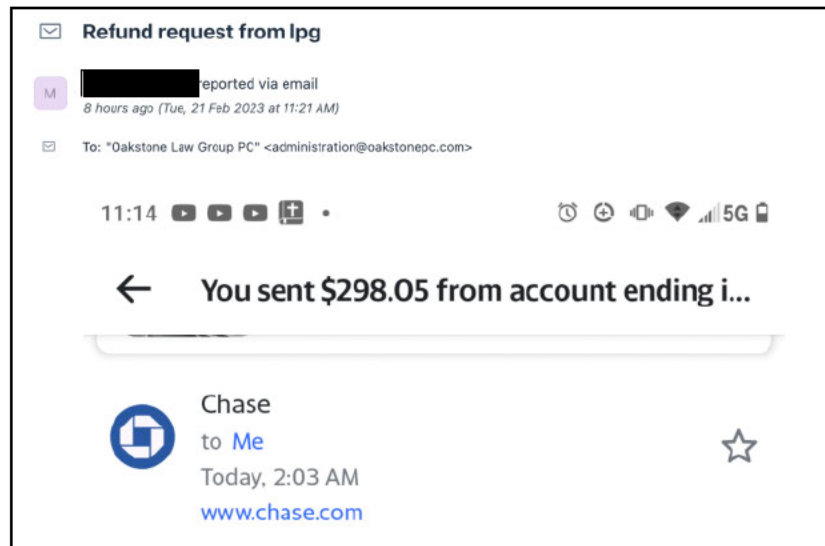 Refund request from lpg
M
reported via email
8 hours ago (Tue, 21 Feb 2023 at 11:21 AM)
To: "Oakstone Law Group PC" <administration@oakstonepc.com>
11:14
5G
You sent $298.05 from account ending i...
Chase
to Me
Today, 2:03 AM
www.chase.com